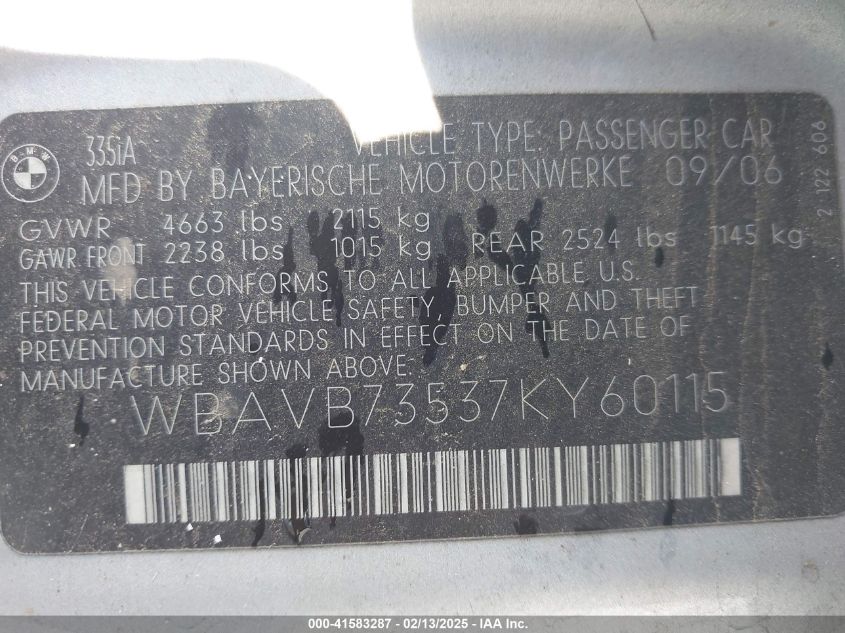 BMW
335iA VEHICLE TYPE: PASSENGER CAR
MFD BY BAYERISCHE MOTORENWERKE 09/06
GVWR 4663 lbs 2115 kg
GAWR FRONT 2238 lbs 1015 kg REAR 2524 lbs 1145 kg
THIS VEHICLE CONFORMS TO ALL APPLICABLE U.S.
FEDERAL MOTOR VEHICLE SAFETY, BUMPER AND THEFT
PREVENTION STANDARDS IN EFFECT ON THE DATE OF
MANUFACTURE SHOWN ABOVE.
WBAVB73537KY60115
2 122 606
000-41583287 - 02/13/2025 - IAA Inc.